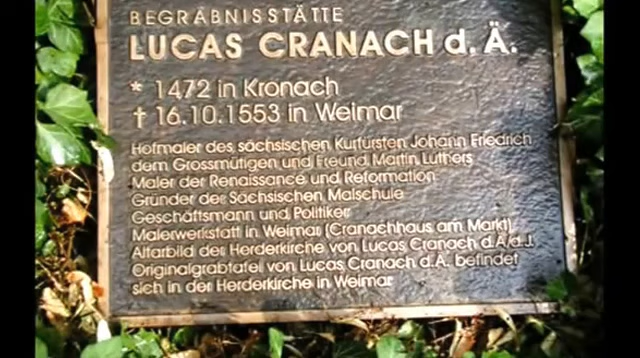 BEGRÄBNISSTÄTTE
LUCAS CRANACH d. Ä.
* 1472 in Kronach
† 16.10.1553 in Weimar
Hofmaler des sächsischen Kurfürsten Johann Friedrich
dem Grossmütigen und Freund Martin Luthers
Maler der Renaissance und Reformation
Gründer der Sächsischen Malschule
Geschäftsmann und Politiker
Malerwerkstatt in Weimar (Cranachhaus am Markt)
Altarbild der Herderkirche von Lucas Cranach d.Ä/d.J.
Originalgrabtafel von Lucas Cranach d.Ä. befindet
sich in der Herderkirche in Weimar